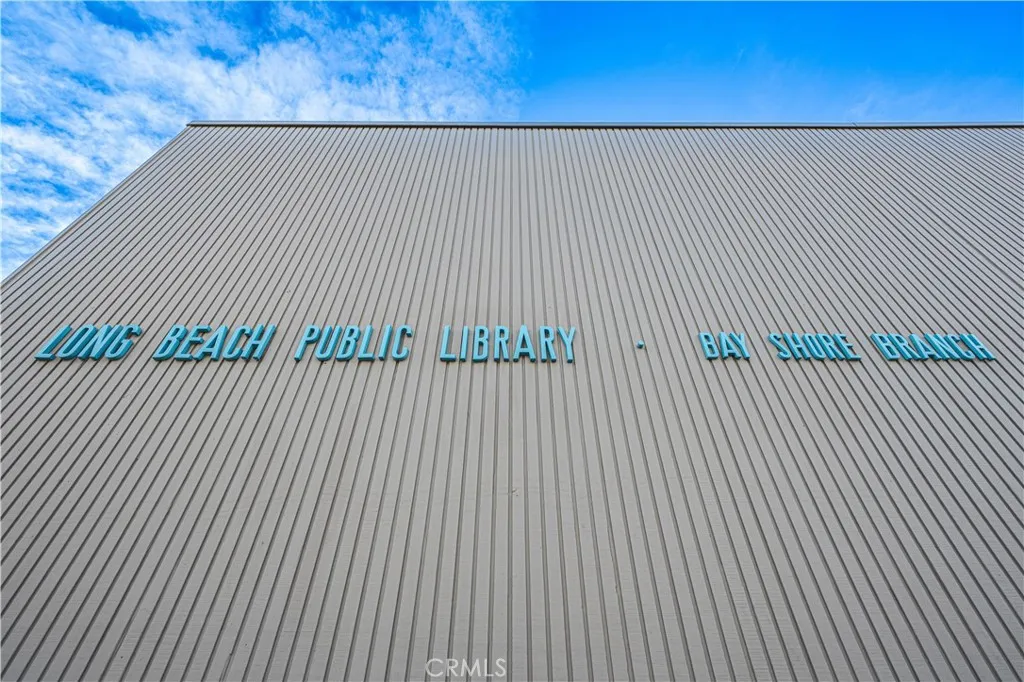 LONG BEACH PUBLIC LIBRARY · BAY SHORE BRANCH
CRMLS